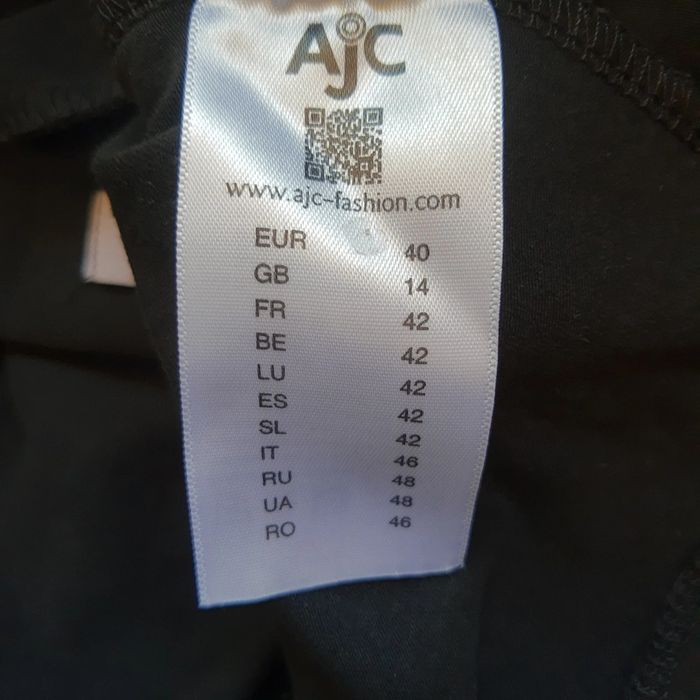 AjC
www.ajc-fashion.com
EUR 40
GB 14
FR 42
BE 42
LU 42
ES 42
SL 42
IT 46
RU 48
UA 48
RO 46